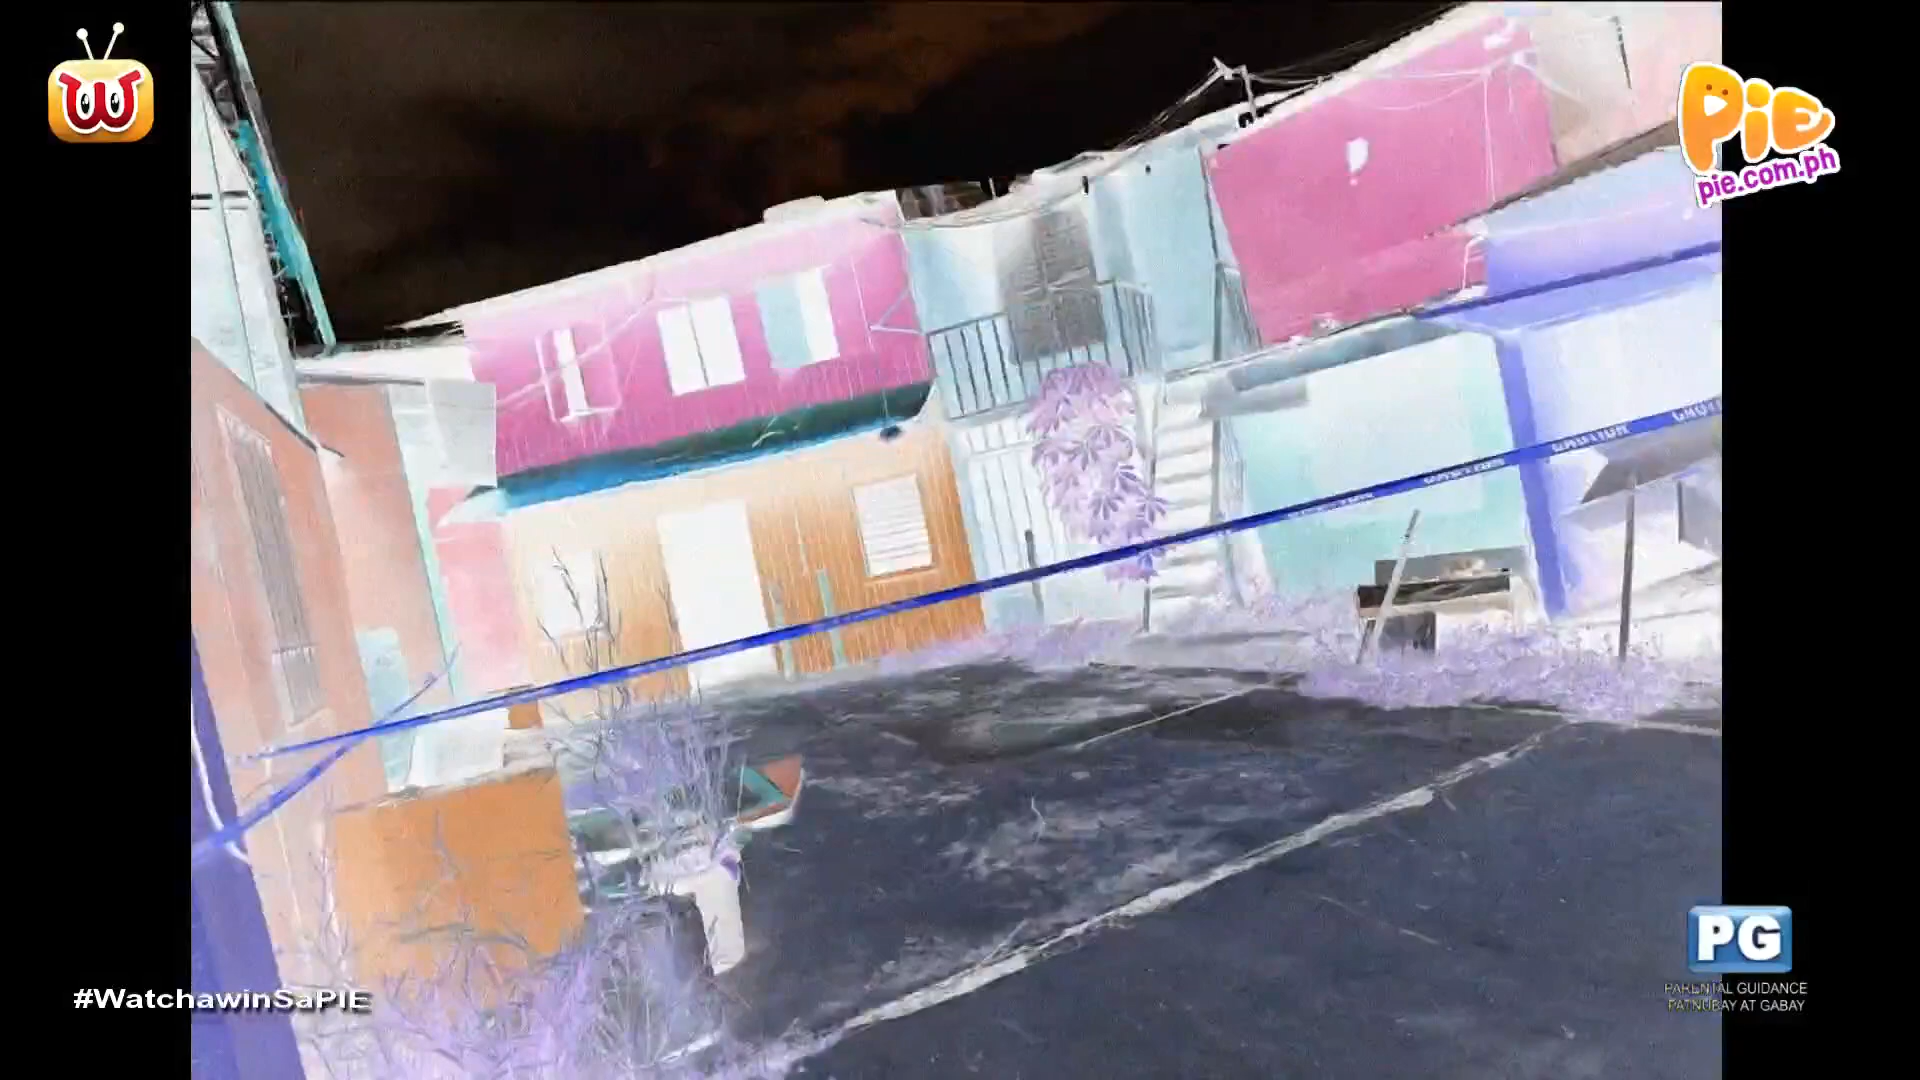 W
PiE
pie.com.ph
PG
PARENTAL GUIDANCE
PATNUBAY AT GABAY
#WatchawinSaPIE